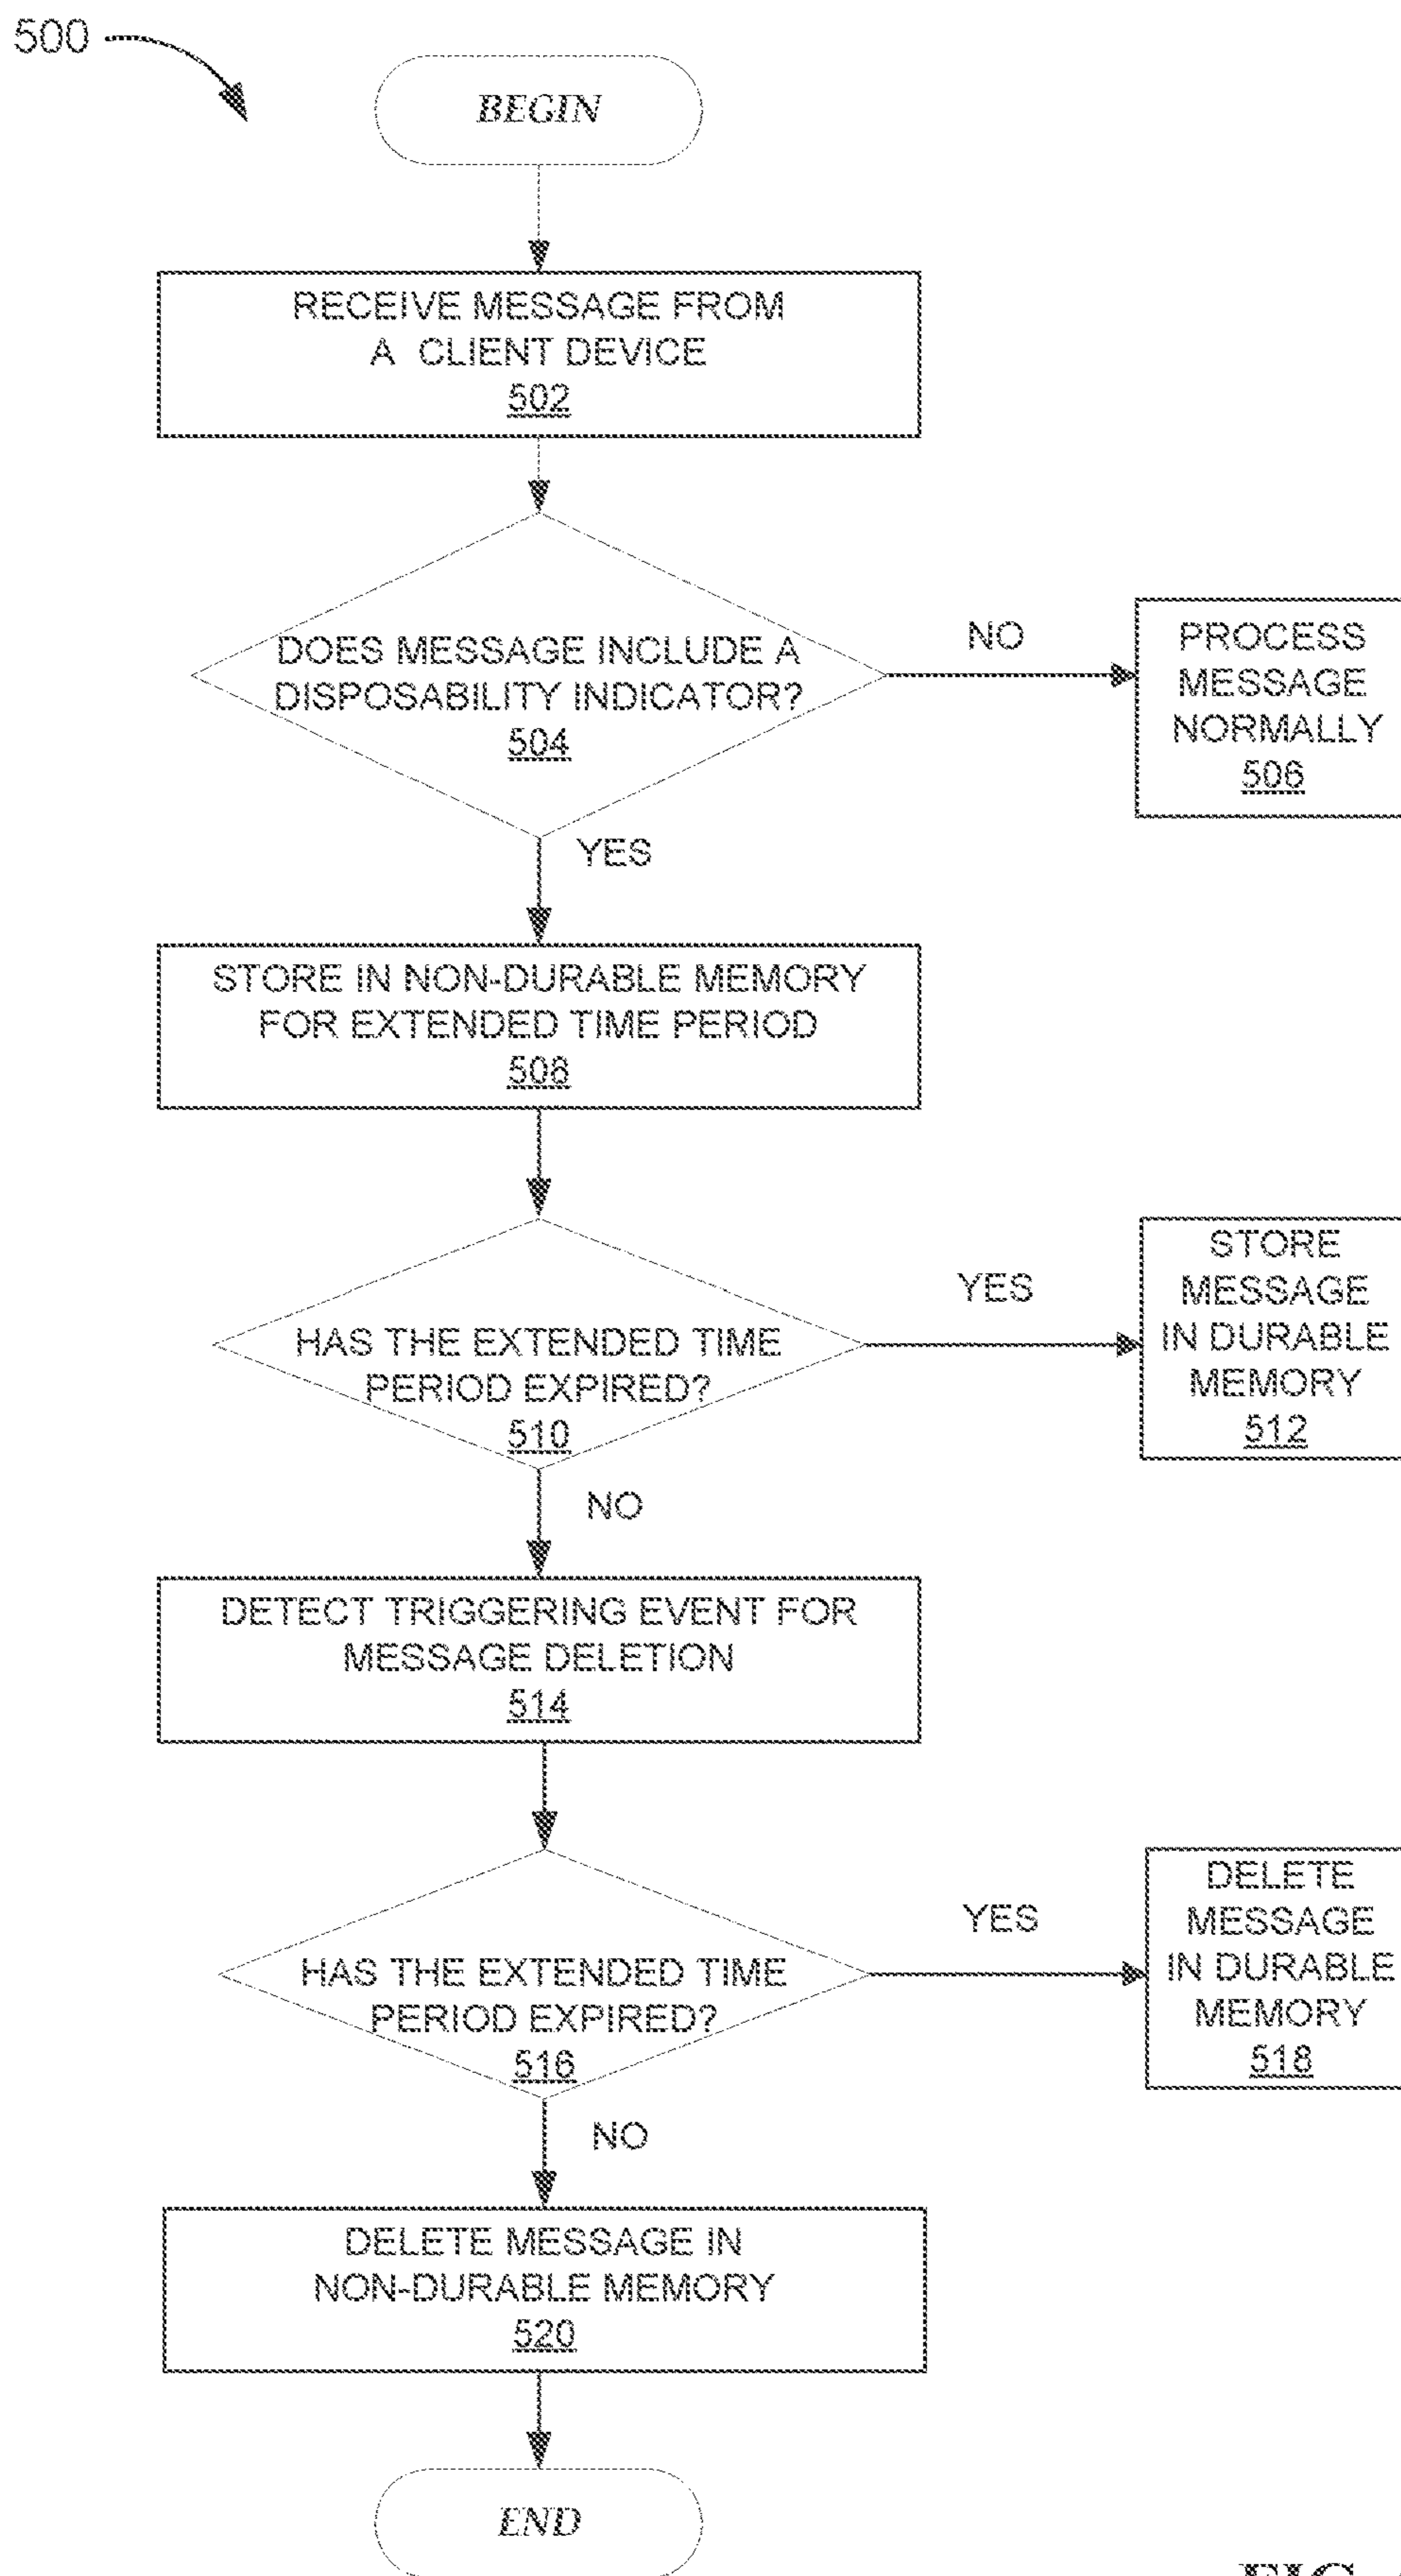 500
BEGIN
RECEIVE MESSAGE FROM
A CLIENT DEVICE
502
DOES MESSAGE INCLUDE A
DISPOSABILITY INDICATOR?
504
NO
PROCESS
MESSAGE
NORMALLY
506
YES
STORE IN NON-DURABLE MEMORY
FOR EXTENDED TIME PERIOD
508
HAS THE EXTENDED TIME
PERIOD EXPIRED?
510
YES
STORE
MESSAGE
IN DURABLE
MEMORY
512
NO
DETECT TRIGGERING EVENT FOR
MESSAGE DELETION
514
HAS THE EXTENDED TIME
PERIOD EXPIRED?
516
YES
DELETE
MESSAGE
IN DURABLE
MEMORY
518
NO
DELETE MESSAGE IN
NON-DURABLE MEMORY
520
END